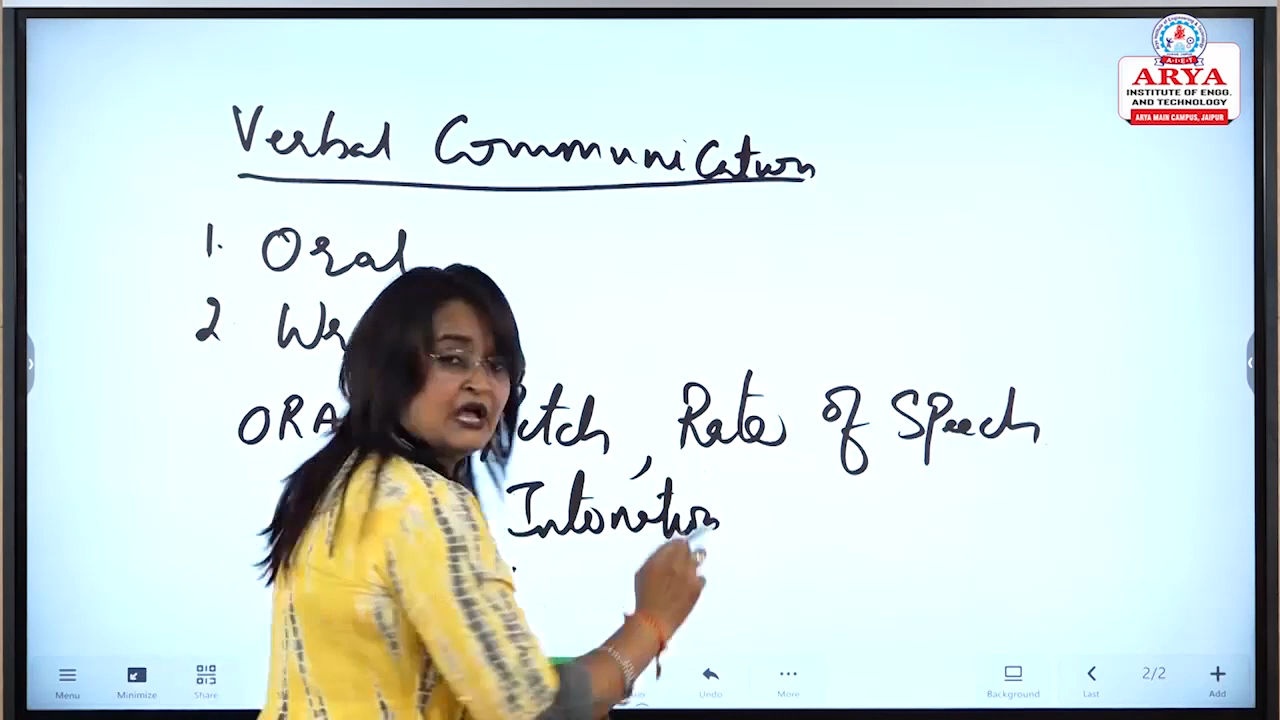 ARYA
INSTITUTE OF ENGG.
AND TECHNOLOGY
ARYA MAIN CAMPUS, JAIPUR
A.I.E.T.
Verbal Communication
1. Oral
2
ORA , Rate of Speech
Intonation
Menu Minimize Share Undo More Background Last 2/2 Add